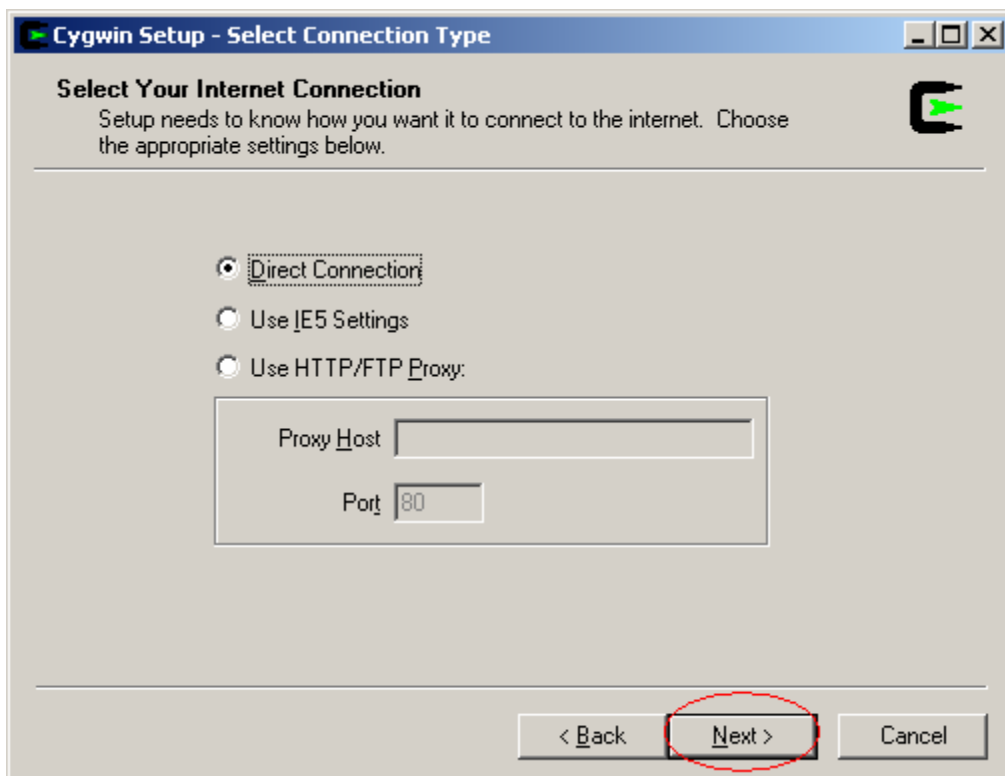 Cygwin Setup - Select Connection Type
Select Your Internet Connection
Setup needs to know how you want it to connect to the internet. Choose
the appropriate settings below.
Direct Connection
Use IE5 Settings
Use HTTP/FTP Proxy:
Proxy Host
Port 80
< Back Next > Cancel